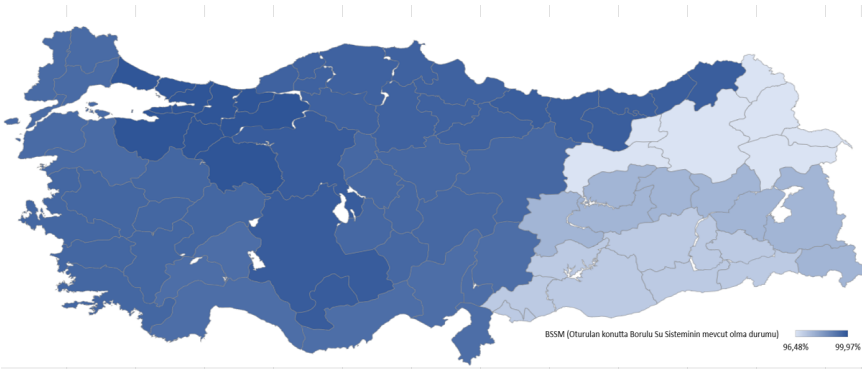 BSSM (Oturulan konutta Borulu Su Sisteminin mevcut olma durumu)
96,48% 99,97%